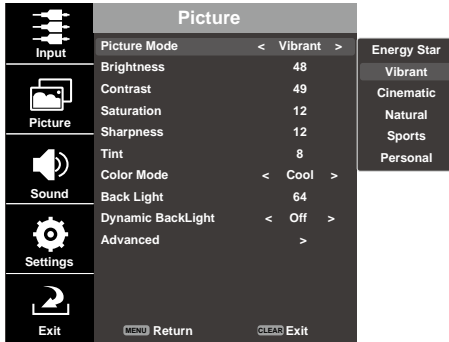 Input
Picture
Sound
Settings
Exit
Picture
Picture Mode < Vibrant >
Brightness 48
Contrast 49
Saturation 12
Sharpness 12
Tint 8
Color Mode < Cool >
Back Light 64
Dynamic BackLight < Off >
Advanced >
MENU Return CLEAR Exit
Energy Star
Vibrant
Cinematic
Natural
Sports
Personal